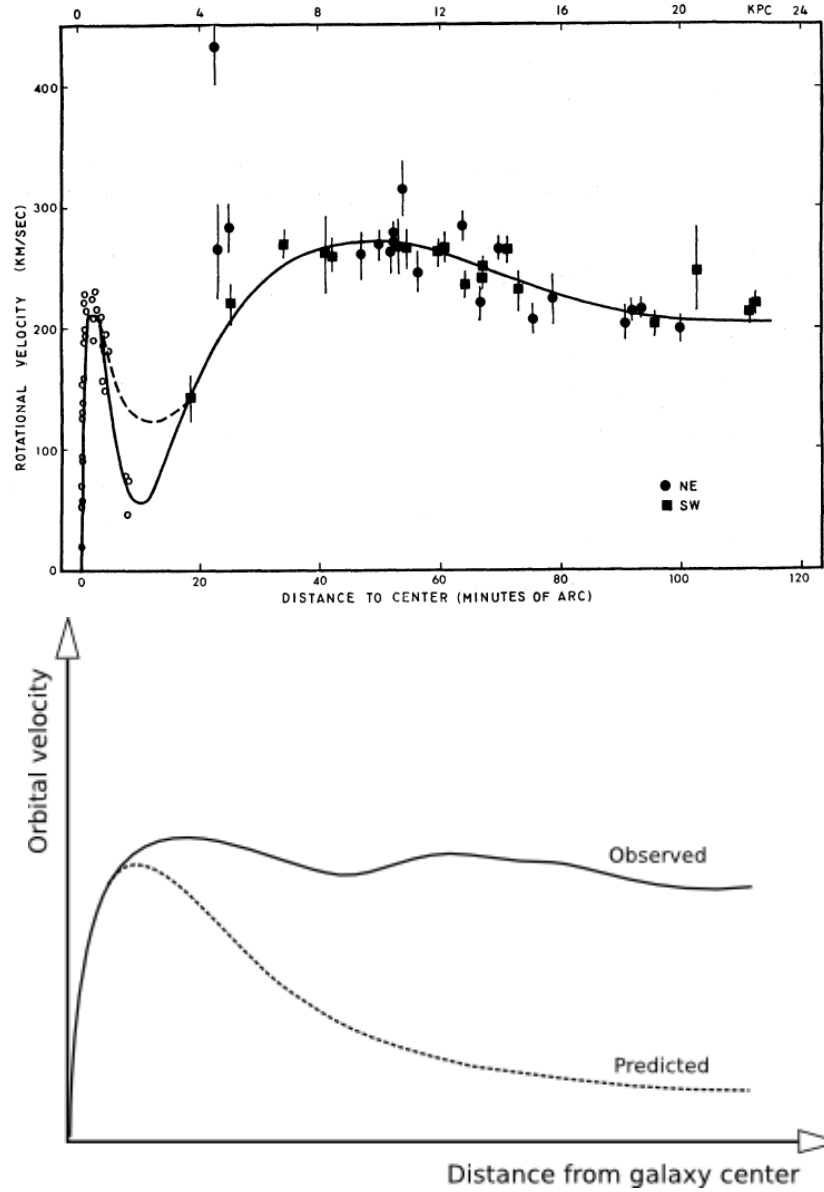 0 4 8 12 16 20 KPC 24
400
300
200
100
0
ROTATIONAL VELOCITY (KM/SEC)
NE
SW
0 20 40 60 80 100 120
DISTANCE TO CENTER (MINUTES OF ARC)
Orbital velocity
Observed
Predicted
Distance from galaxy center